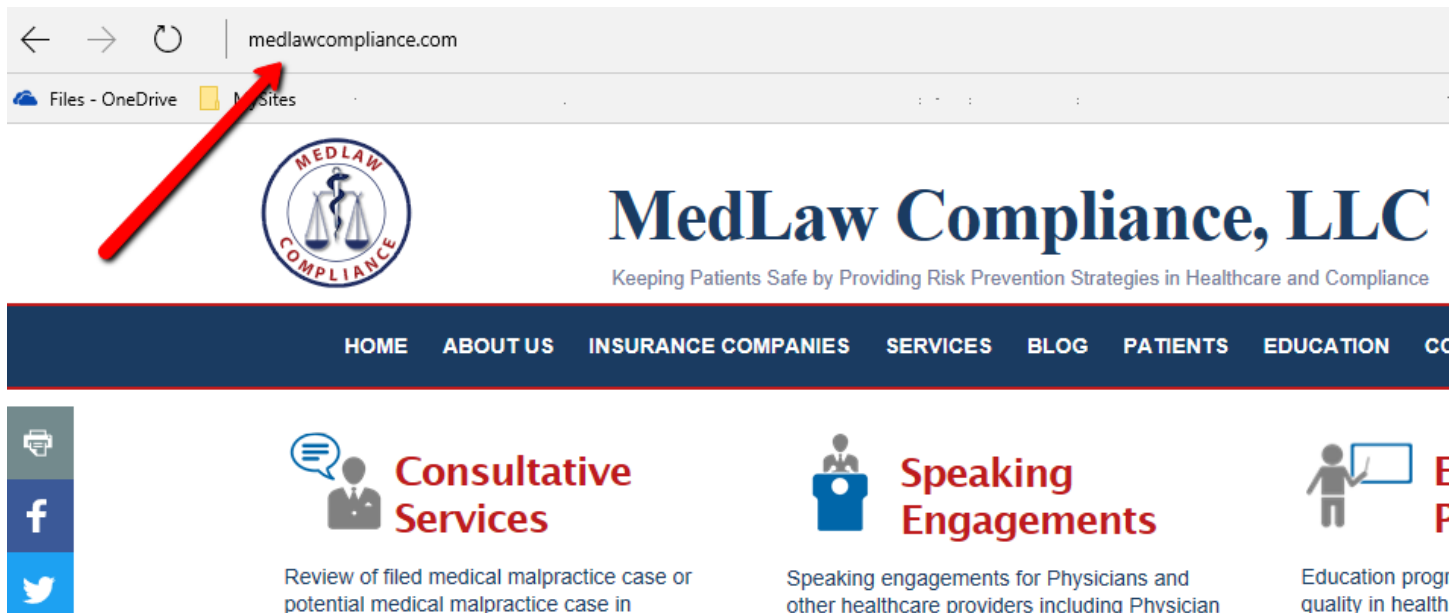 medlawcompliance.com
Files - OneDrive MySites
MEDLAW COMPLIANCE
MedLaw Compliance, LLC
Keeping Patients Safe by Providing Risk Prevention Strategies in Healthcare and Compliance
HOME ABOUT US INSURANCE COMPANIES SERVICES BLOG PATIENTS EDUCATION
Consultative
Services
Speaking
Engagements
Review of filed medical malpractice case or
potential medical malpractice case in
Speaking engagements for Physicians and
other healthcare providers including Physician
Education
quality in